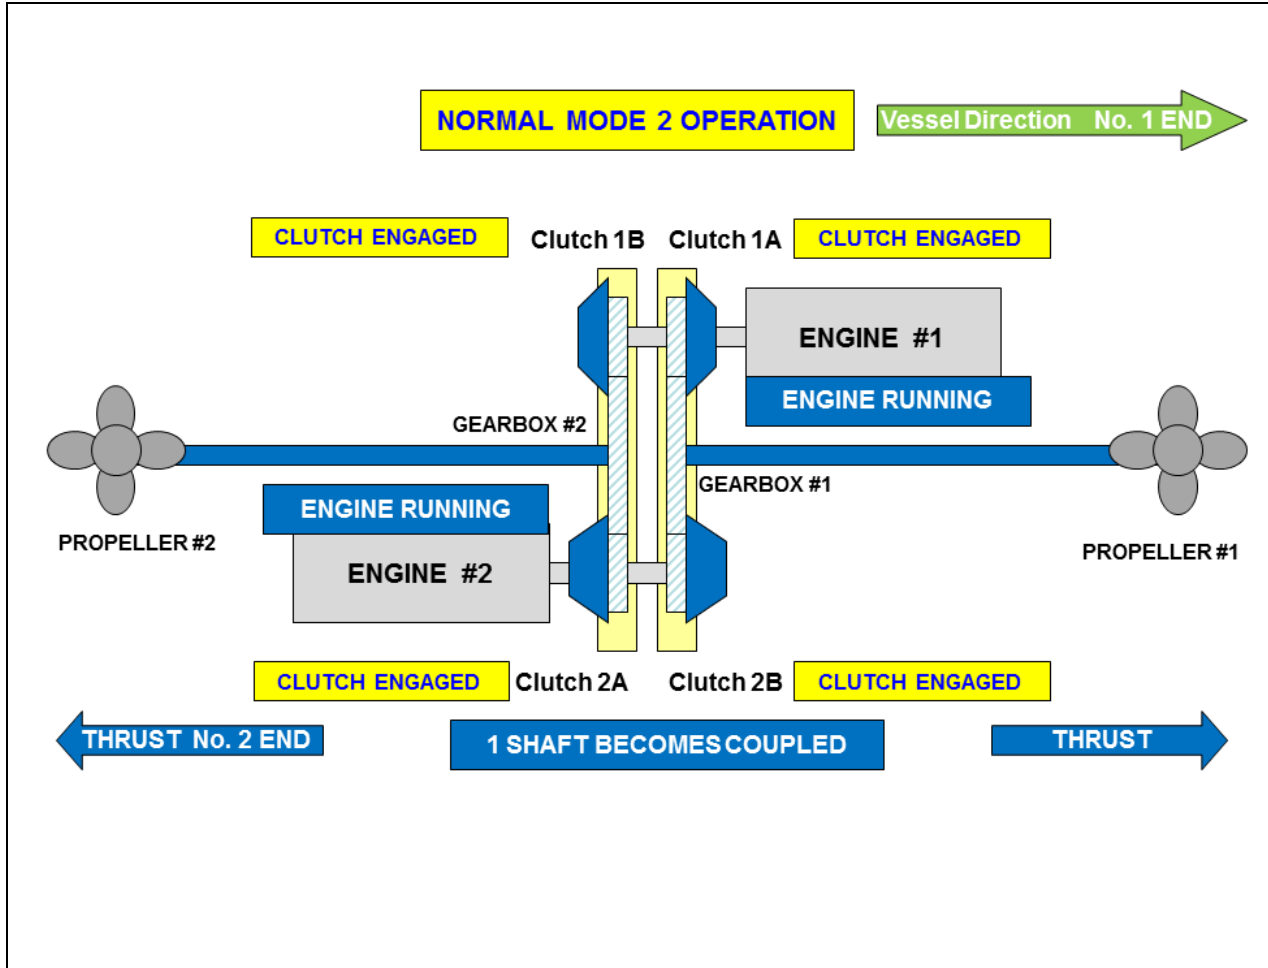 NORMAL MODE 2 OPERATION
Vessel Direction No. 1 END
CLUTCH ENGAGED
Clutch 1B
Clutch 1A
CLUTCH ENGAGED
ENGINE #1
ENGINE RUNNING
GEARBOX #2
GEARBOX #1
ENGINE RUNNING
PROPELLER #2
PROPELLER #1
ENGINE #2
CLUTCH ENGAGED
Clutch 2A
Clutch 2B
CLUTCH ENGAGED
THRUST No. 2 END
1 SHAFT BECOMES COUPLED
THRUST